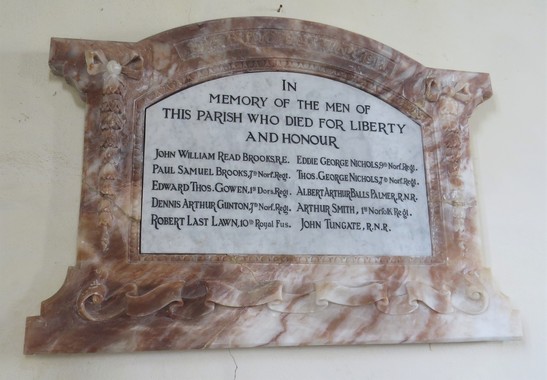 IN
MEMORY OF THE MEN OF
THIS PARISH WHO DIED FOR LIBERTY
AND HONOUR
JOHN WILLIAM READ BROOKS,R.E. EDDIE GEORGE NICHOLS,9TH NORF.REGt.
PAUL SAMUEL BROOKS,7TH NORF.REGt. THOS.GEORGE NICHOLS,7TH NORF.REGt.
EDWARD THOS. GOWEN,1ST DORS.REGt. ALBERT ARTHUR BALLS PALMER,R.N.R.
DENNIS ARTHUR GUNTON,7TH NORF.REGt. ARTHUR SMITH, 1ST NORFOLK REGt.
ROBERT LAST LAWN,10TH ROYAL FUS. JOHN TUNGATE, R.N.R.